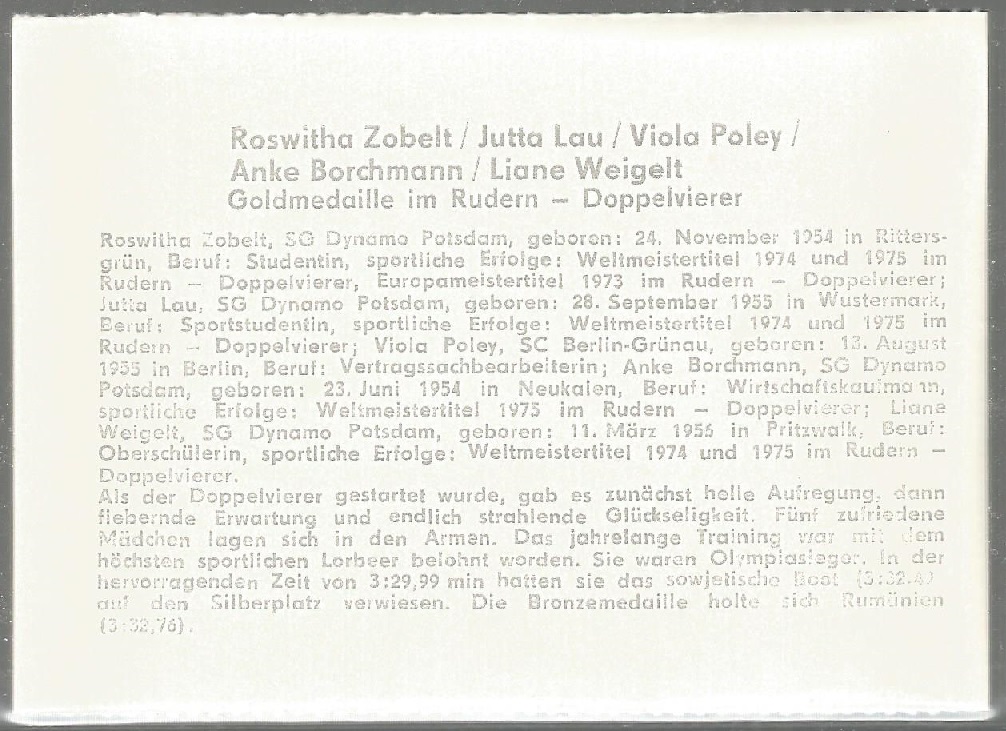 Roswitha Zobelt / Jutta Lau / Viola Poley /
Anke Borchmann / Liane Weigelt
Goldmedaille im Rudern – Doppelvierer
Roswitha Zobelt, SG Dynamo Potsdam, geboren: 24. November 1954 in Ritters-
grün, Beruf: Studentin, sportliche Erfolge: Weltmeistertitel 1974 und 1975 im
Rudern – Doppelvierer, Europameistertitel 1973 im Rudern – Doppelvierer;
Jutta Lau, SG Dynamo Potsdam, geboren: 28. September 1955 in Wustermark,
Beruf: Sportstudentin, sportliche Erfolge: Weltmeistertitel 1974 und 1975 im
Rudern – Doppelvierer; Viola Poley, SC Berlin-Grünau, geboren: 13. August
1955 in Berlin, Beruf: Vertragssachbearbeiterin; Anke Borchmann, SG Dynamo
Potsdam, geboren: 23. Juni 1954 in Neukalen, Beruf: Wirtschaftskaufmann,
sportliche Erfolge: Weltmeistertitel 1975 im Rudern – Doppelvierer; Liane
Weigelt, SG Dynamo Potsdam, geboren: 11. März 1956 in Pritzwalk, Beruf:
Oberschülerin, sportliche Erfolge: Weltmeistertitel 1974 und 1975 im Rudern –
Doppelvierer.
Als der Doppelvierer gestartet wurde, gab es zunächst helle Aufregung, dann
fiebernde Erwartung und endlich strahlende Glückseligkeit. Fünf zufriedene
Mädchen lagen sich in den Armen. Das jahrelange Training war mit dem
höchsten sportlichen Lorbeer belohnt worden. Sie waren Olympiasieger. In der
hervorragenden Zeit von 3:29,99 min hatten sie das sowjetische Boot
auf den Silberplatz verwiesen. Die Bronzemedaille holte sich Rumänien
(3:32,76).